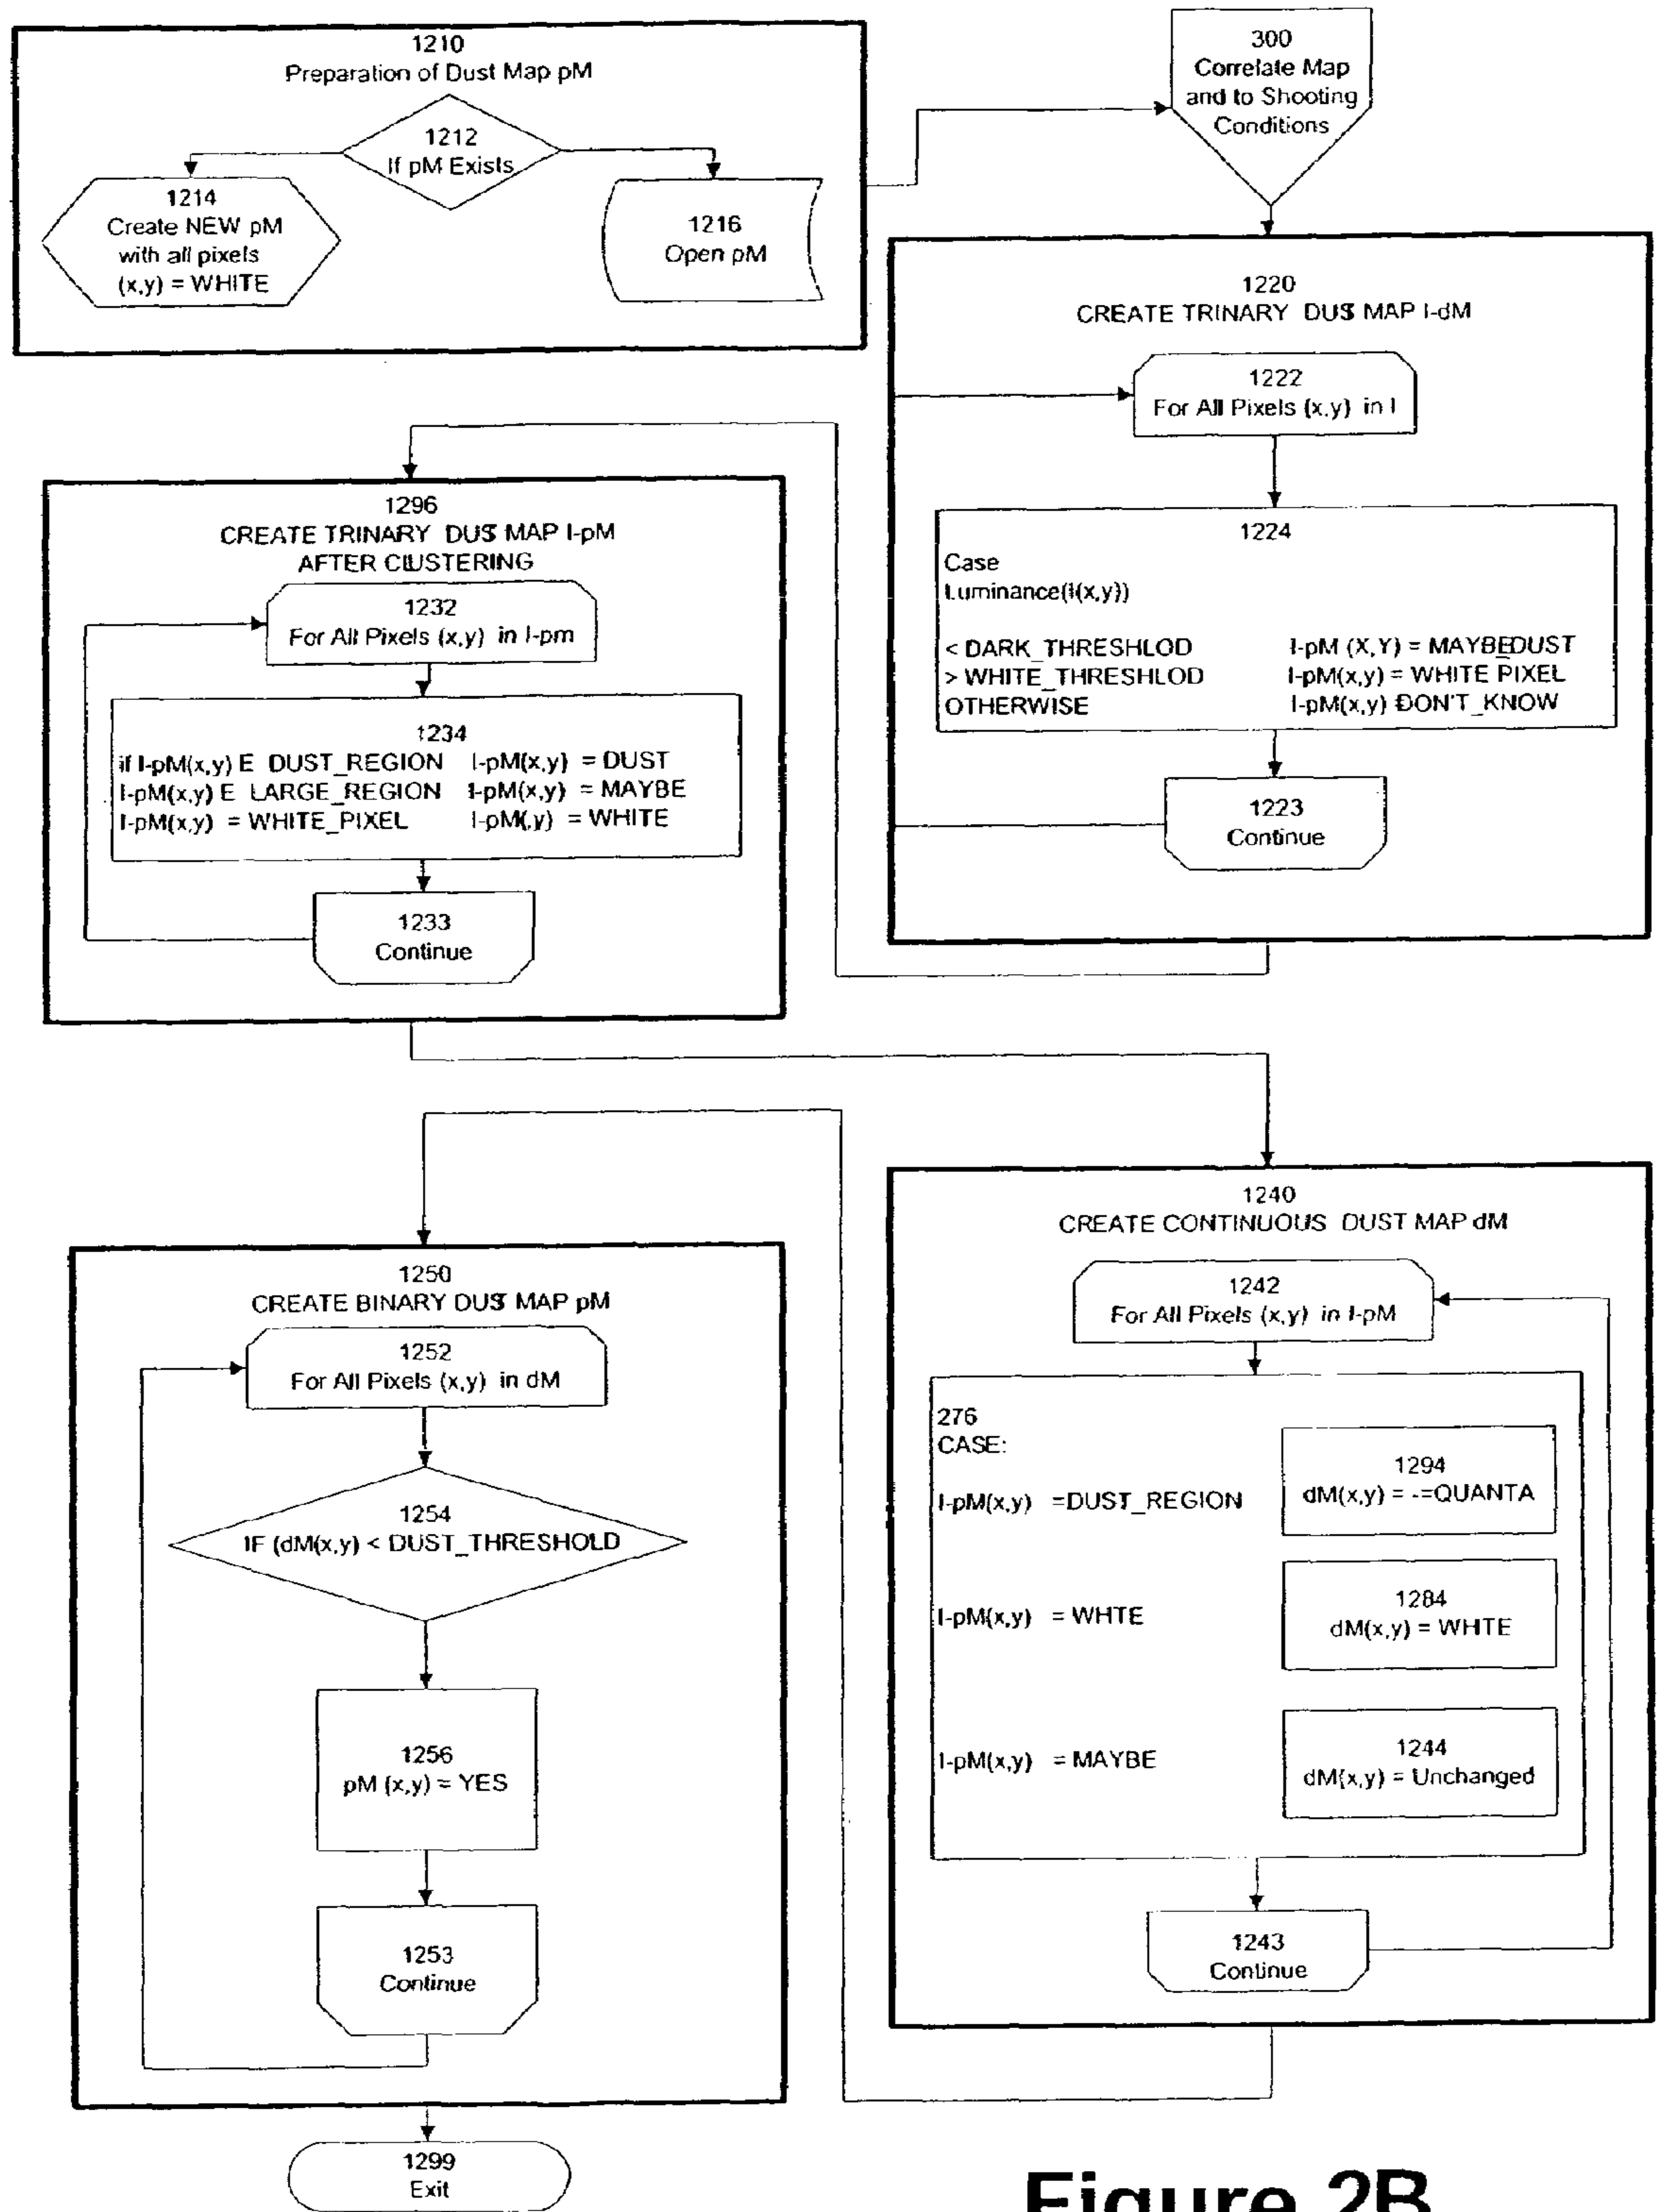 1210
Preparation of Dust Map pM
1212
If pM Exists
1214
Create NEW pM
with all pixels
(x,y) = WHITE
1216
Open pM
300
Correlate Map
and to Shooting
Conditions
1220
CREATE TRINARY DUST MAP I-dM
1222
For All Pixels (x,y) in I
1224
Case
Luminance(I(x,y))
< DARK_THRESHLOD I-pM (X,Y) = MAYBEDUST
> WHITE_THRESHLOD I-pM(x,y) = WHITE PIXEL
OTHERWISE I-pM(x,y) DON'T_KNOW
1223
Continue
1296
CREATE TRINARY DUST MAP I-pM
AFTER CLUSTERING
1232
For All Pixels (x,y) in I-pm
1234
if I-pM(x,y) E DUST_REGION I-pM(x,y) = DUST
I-pM(x,y) E LARGE_REGION I-pM(x,y) = MAYBE
I-pM(x,y) = WHITE_PIXEL I-pM(,y) = WHITE
1233
Continue
1240
CREATE CONTINUOUS DUST MAP dM
1242
For All Pixels (x,y) in I-pM
276
CASE:
I-pM(x,y) =DUST_REGION
1294
dM(x,y) = -=QUANTA
I-pM(x,y) = WHTE
1284
dM(x,y) = WHTE
I-pM(x,y) = MAYBE
1244
dM(x,y) = Unchanged
1243
Continue
1250
CREATE BINARY DUST MAP pM
1252
For All Pixels (x,y) in dM
1254
IF (dM(x,y) < DUST_THRESHOLD
1256
pM (x,y) = YES
1253
Continue
1299
Exit
Figure 2B